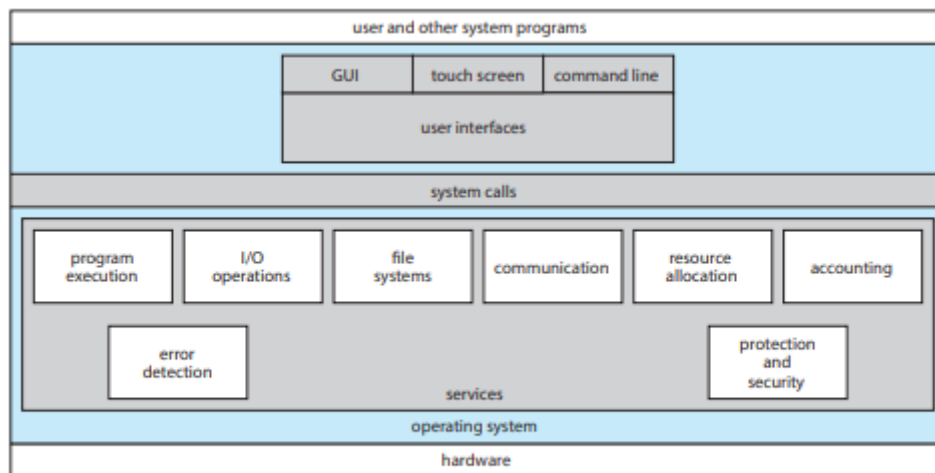 user and other system programs
GUI
touch screen
command line
user interfaces
system calls
program
execution
I/O
operations
file
systems
communication
resource
allocation
accounting
error
detection
protection
and
security
services
operating system
hardware